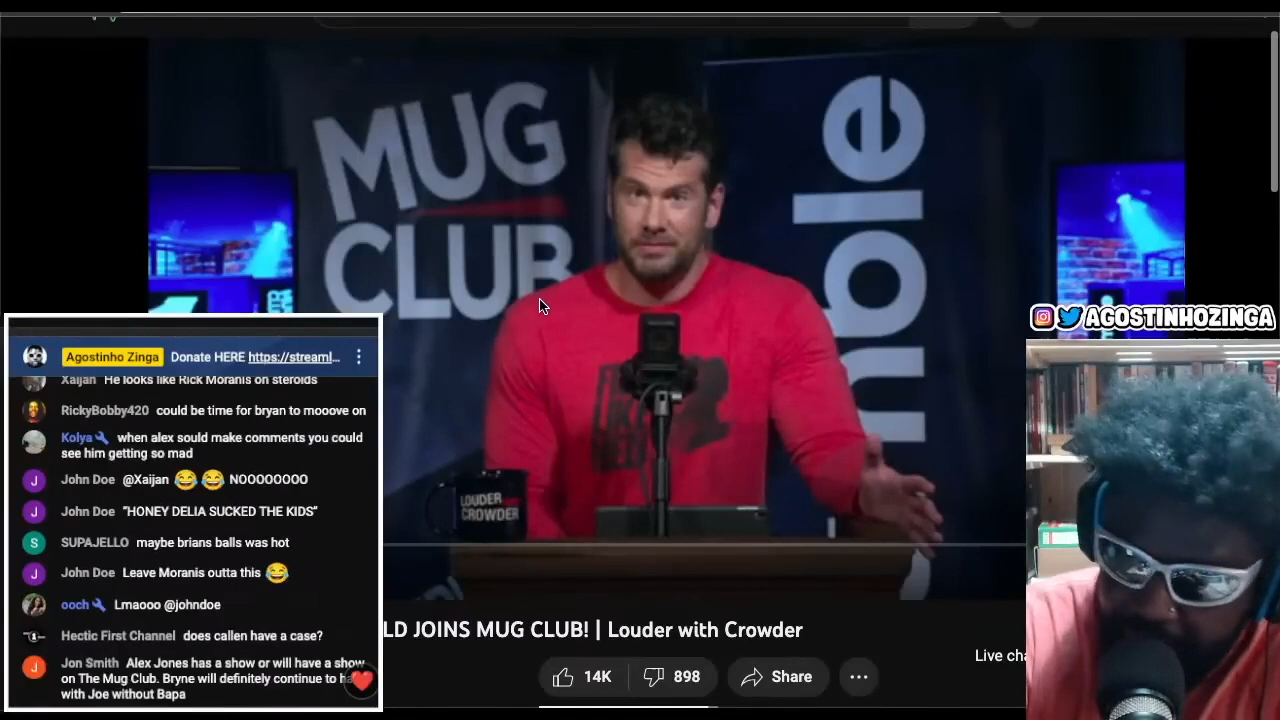 MUG
CLUB
ble
LOUDER
CROWDER
AGOSTINHOZINGA
Agostinho Zinga Donate HERE https://streaml...
Xaijan He looks like Rick Moranis on steroids
RickyBobby420 could be time for bryan to mooove on
Kolya when alex sould make comments you could
see him getting so mad
John Doe @Xaijan 😂 😂 NOOOOOOO
John Doe "HONEY DELIA SUCKED THE KIDS"
SUPAJELLO maybe brians balls was hot
John Doe Leave Moranis outta this 😂
ooch Lmaooo @johndoe
Hectic First Channel does callen have a case?
Jon Smith Alex Jones has a show or will have a show
on The Mug Club. Bryne will definitely continue to ha
with Joe without Bapa
LD JOINS MUG CLUB! | Louder with Crowder
Live cha
14K 898 Share